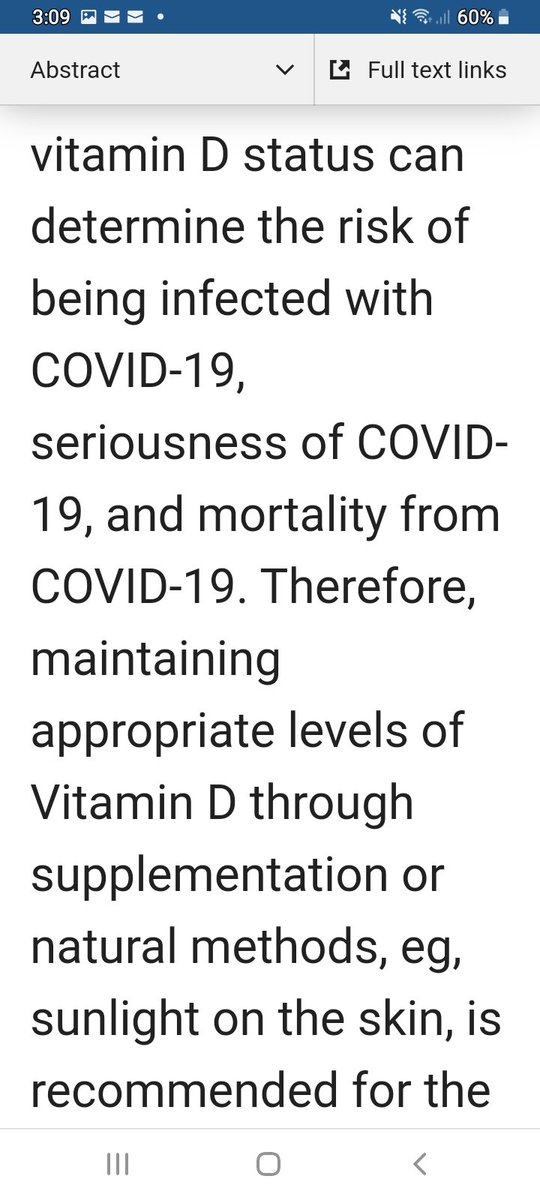 3:09 60%
Abstract Full text links
vitamin D status can
determine the risk of
being infected with
COVID-19,
seriousness of COVID-
19, and mortality from
COVID-19. Therefore,
maintaining
appropriate levels of
Vitamin D through
supplementation or
natural methods, eg,
sunlight on the skin, is
recommended for the